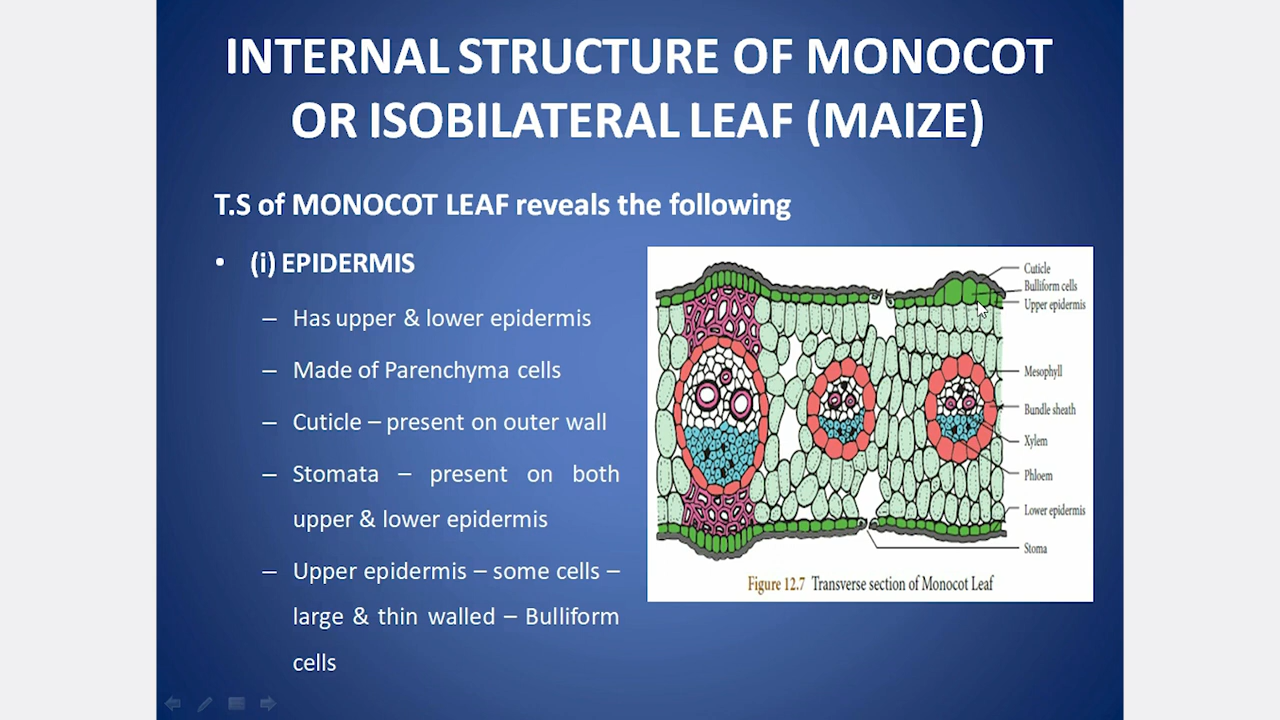 INTERNAL STRUCTURE OF MONOCOT
OR ISOBILATERAL LEAF (MAIZE)
T.S of MONOCOT LEAF reveals the following
• (i) EPIDERMIS
– Has upper & lower epidermis
– Made of Parenchyma cells
– Cuticle – present on outer wall
– Stomata – present on both
upper & lower epidermis
– Upper epidermis – some cells –
large & thin walled – Bulliform
cells
Cuticle
Bulliform cells
Upper epidermis
Mesophyll
Bundle sheath
Xylem
Phloem
Lower epidermis
Stoma
Figure 12.7 Transverse section of Monocot Leaf